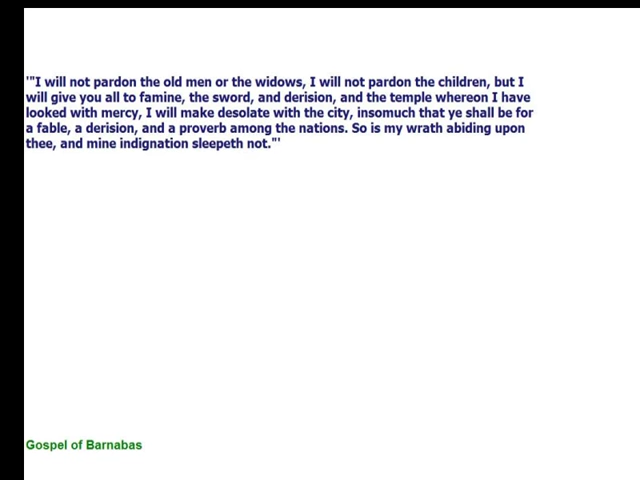 '"I will not pardon the old men or the widows, I will not pardon the children, but I
will give you all to famine, the sword, and derision, and the temple whereon I have
looked with mercy, I will make desolate with the city, insomuch that ye shall be for
a fable, a derision, and a proverb among the nations. So is my wrath abiding upon
thee, and mine indignation sleepeth not."'
Gospel of Barnabas